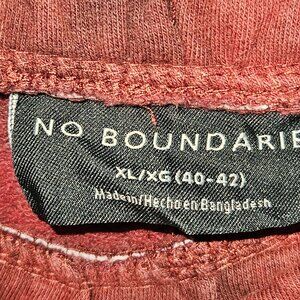 NO BOUNDARIE
XL/XG (40-42)
Made in/Hecho en Bangladesh